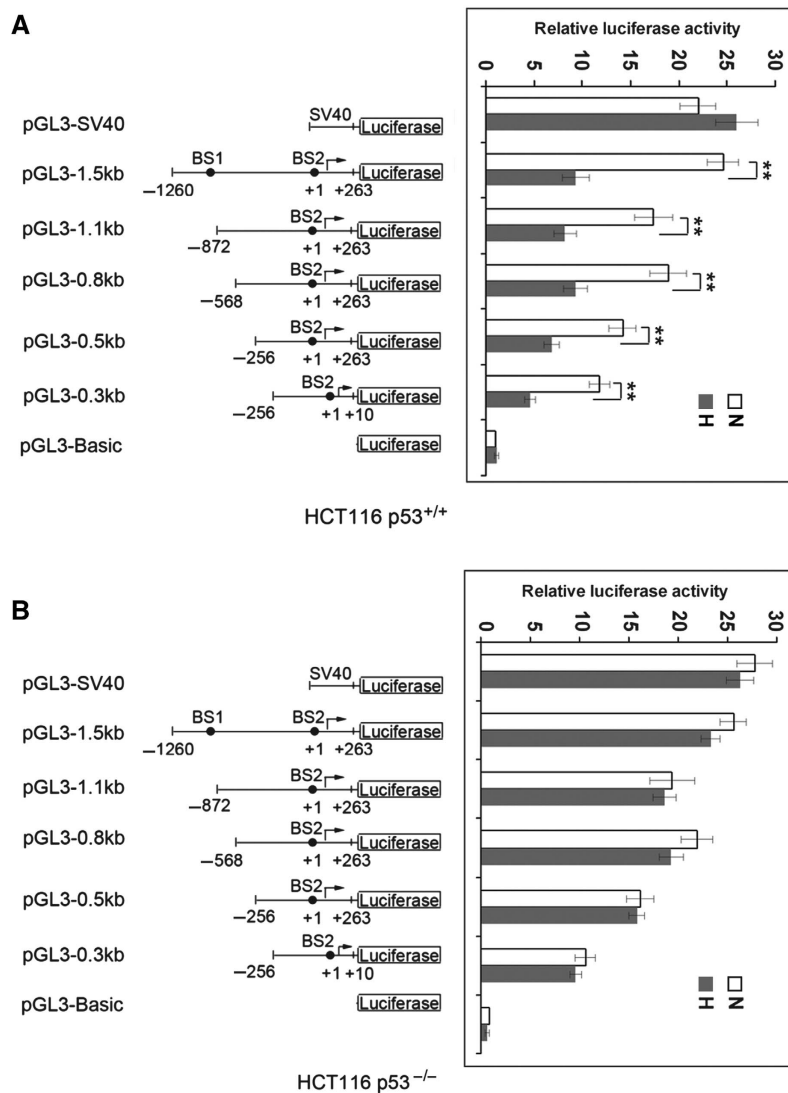 A
Relative luciferase activity
0 5 10 15 20 25 30
pGL3-SV40 SV40 Luciferase
pGL3-1.5kb BS1 BS2 Luciferase **
–1260 +1 +263
pGL3-1.1kb BS2 Luciferase **
–872 +1 +263
pGL3-0.8kb BS2 Luciferase **
–568 +1 +263
pGL3-0.5kb BS2 Luciferase **
–256 +1 +263
pGL3-0.3kb BS2 Luciferase **
–256 +1 +10
pGL3-Basic Luciferase
H N
HCT116 p53+/+
B
Relative luciferase activity
0 5 10 15 20 25 30
pGL3-SV40 SV40 Luciferase
pGL3-1.5kb BS1 BS2 Luciferase
–1260 +1 +263
pGL3-1.1kb BS2 Luciferase
–872 +1 +263
pGL3-0.8kb BS2 Luciferase
–568 +1 +263
pGL3-0.5kb BS2 Luciferase
–256 +1 +263
pGL3-0.3kb BS2 Luciferase
–256 +1 +10
pGL3-Basic Luciferase
H N
HCT116 p53–/–